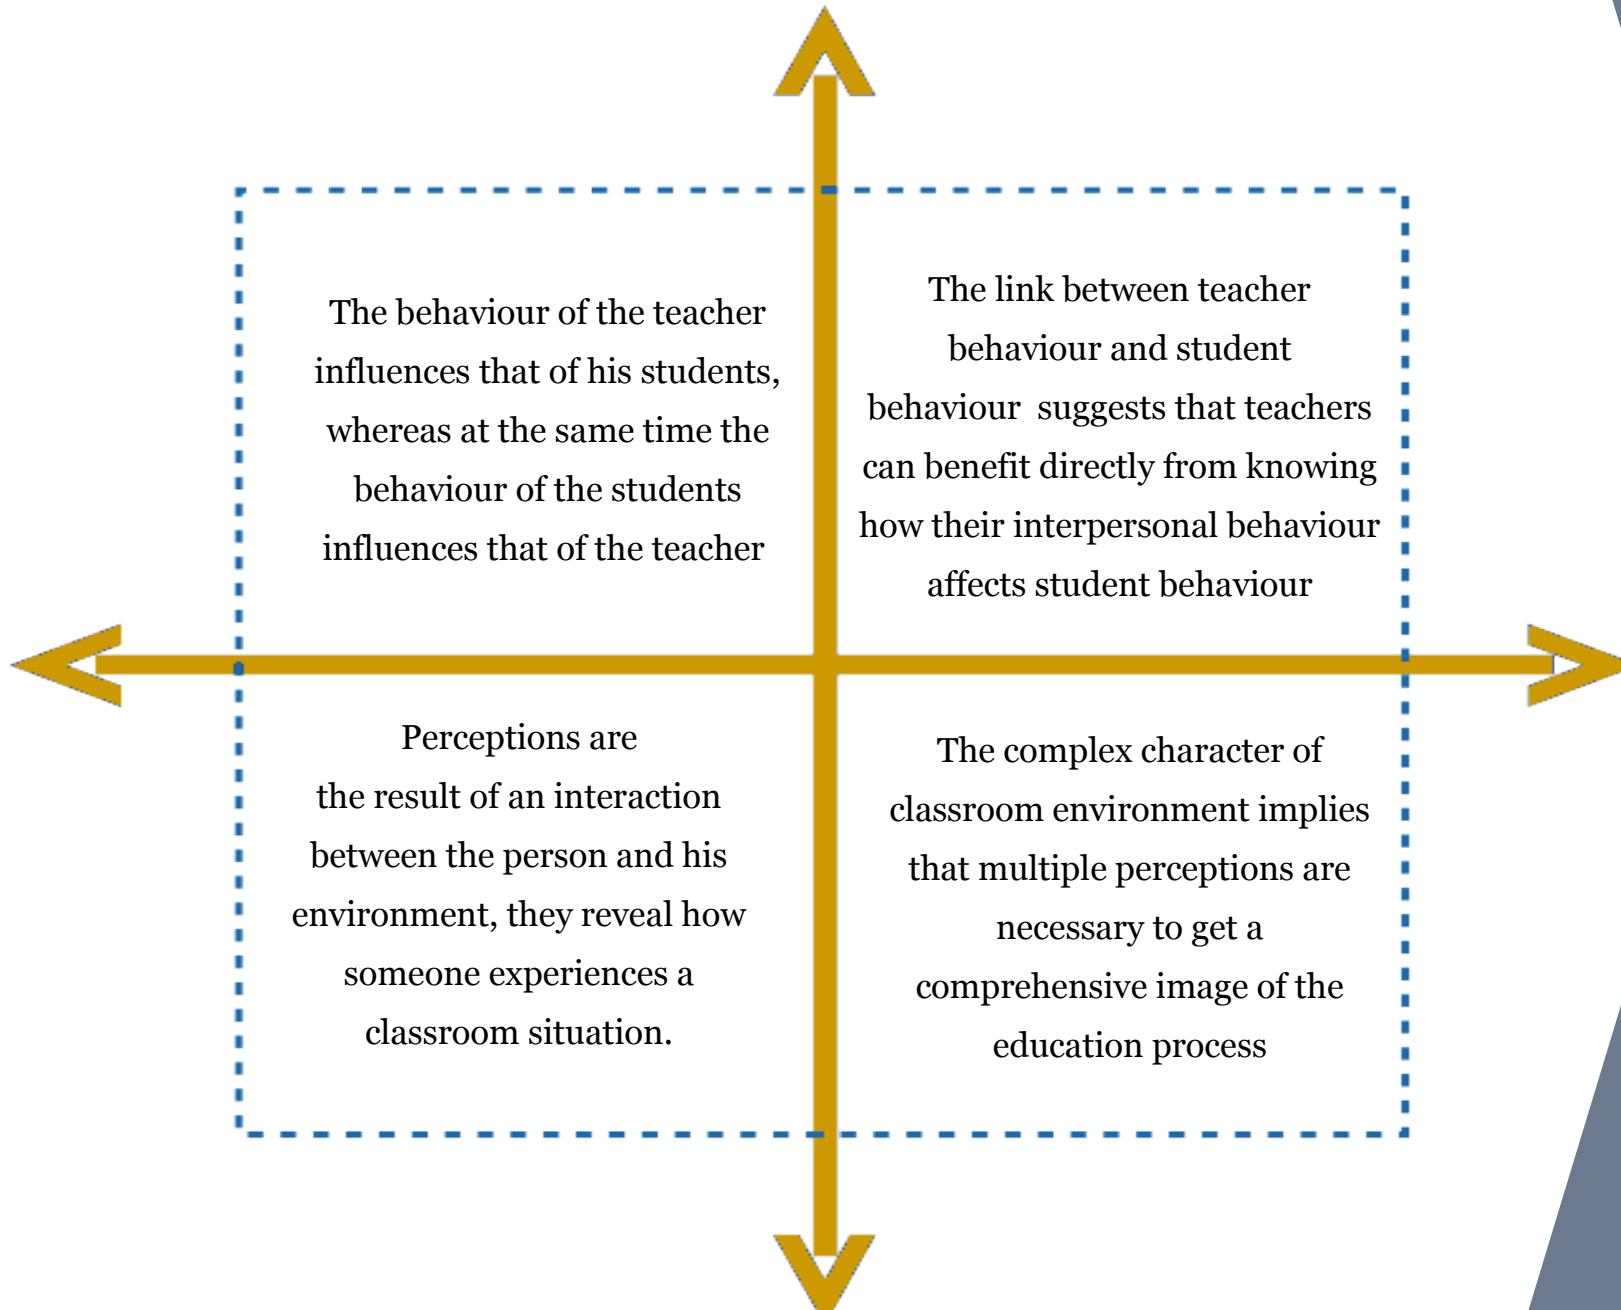 The behaviour of the teacher
influences that of his students,
whereas at the same time the
behaviour of the students
influences that of the teacher
The link between teacher
behaviour and student
behaviour  suggests that teachers
can benefit directly from knowing
how their interpersonal behaviour
affects student behaviour
Perceptions are
the result of an interaction
between the person and his
environment, they reveal how
someone experiences a
classroom situation.
The complex character of
classroom environment implies
that multiple perceptions are
necessary to get a
comprehensive image of the
education process